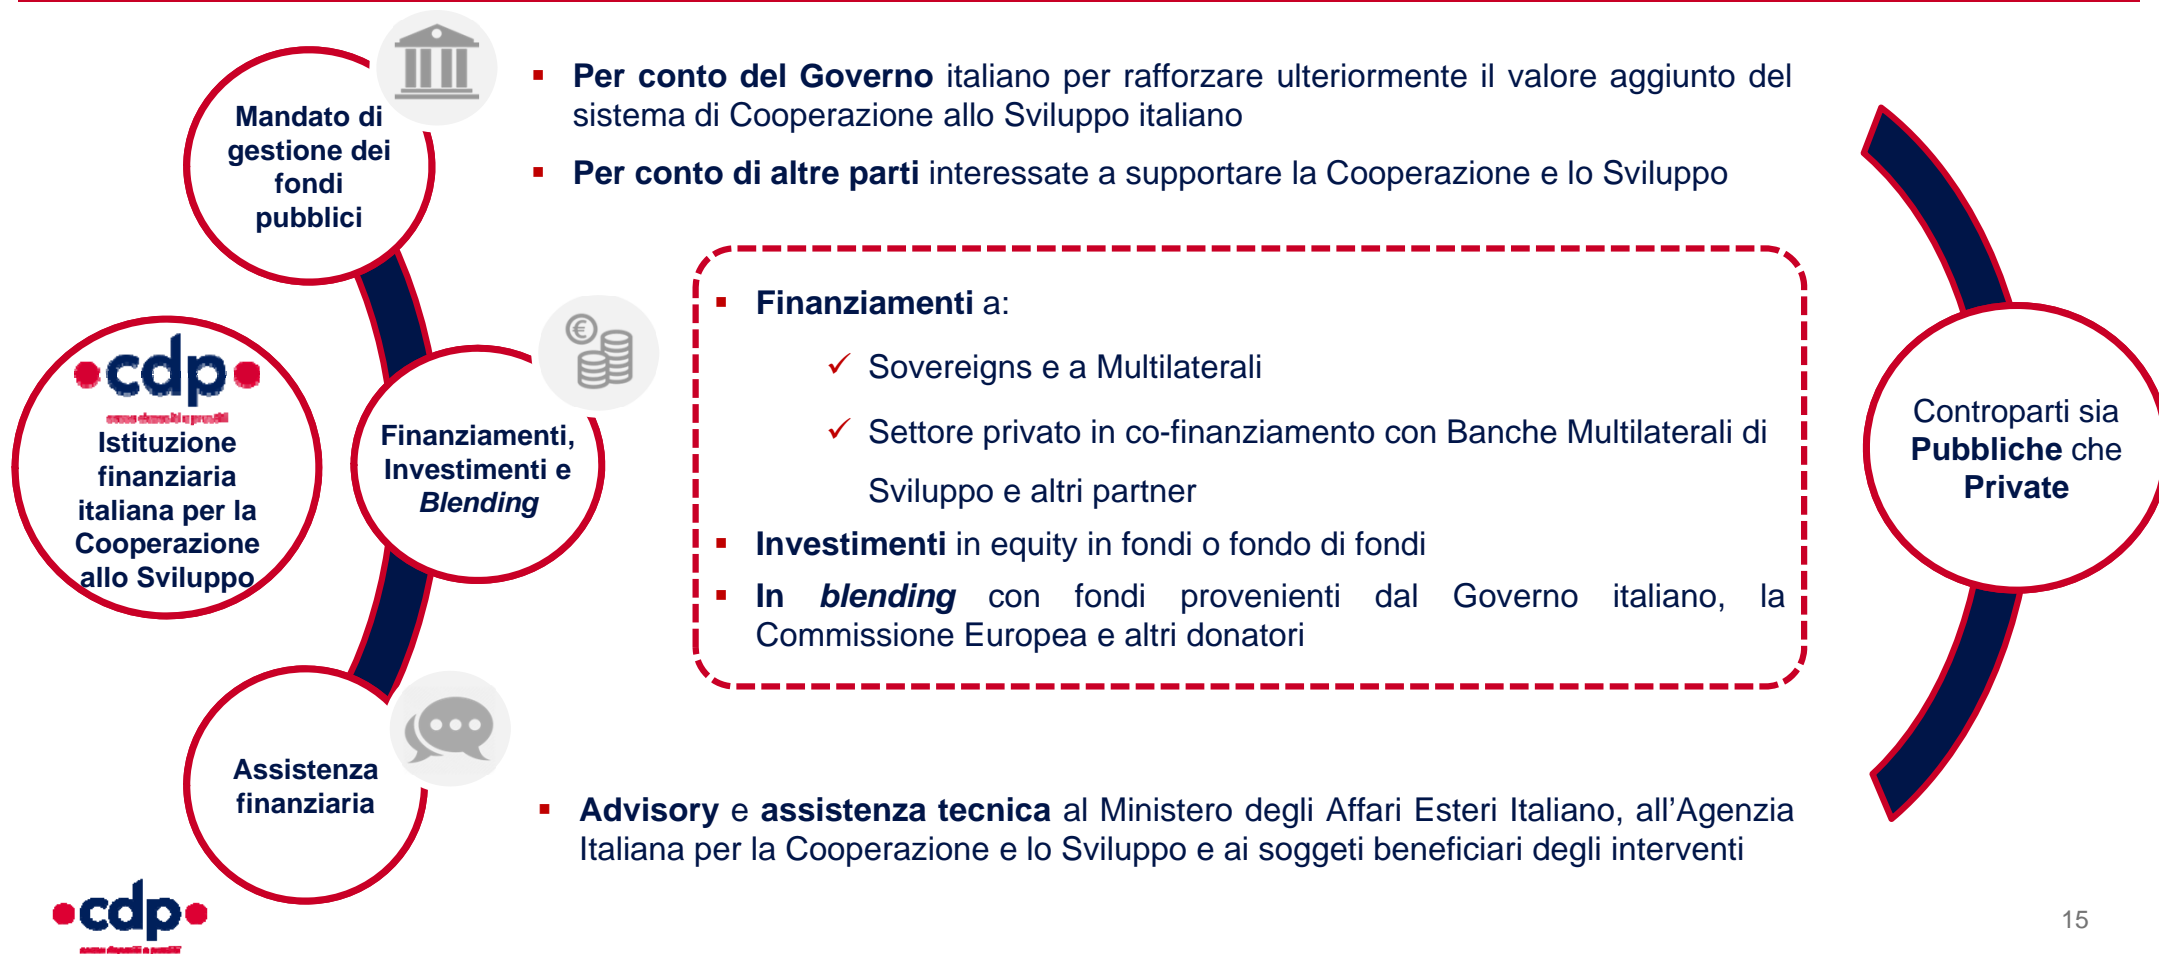 Mandato di
gestione dei
fondi
pubblici
Per conto del Governo italiano per rafforzare ulteriormente il valore aggiunto del
sistema di Cooperazione allo Sviluppo italiano
Per conto di altre parti interessate a supportare la Cooperazione e lo Sviluppo
cdp
Istituzione
finanziaria
italiana per la
Cooperazione
allo Sviluppo
Finanziamenti,
Investimenti e
Blending
Finanziamenti a:
Sovereigns e a Multilaterali
Settore privato in co-finanziamento con Banche Multilaterali di
Sviluppo e altri partner
Investimenti in equity in fondi o fondo di fondi
In blending con fondi provenienti dal Governo italiano, la
Commissione Europea e altri donatori
Controparti sia
Pubbliche che
Private
Assistenza
finanziaria
Advisory e assistenza tecnica al Ministero degli Affari Esteri Italiano, all'Agenzia
Italiana per la Cooperazione e lo Sviluppo e ai soggeti beneficiari degli interventi
cdp
15